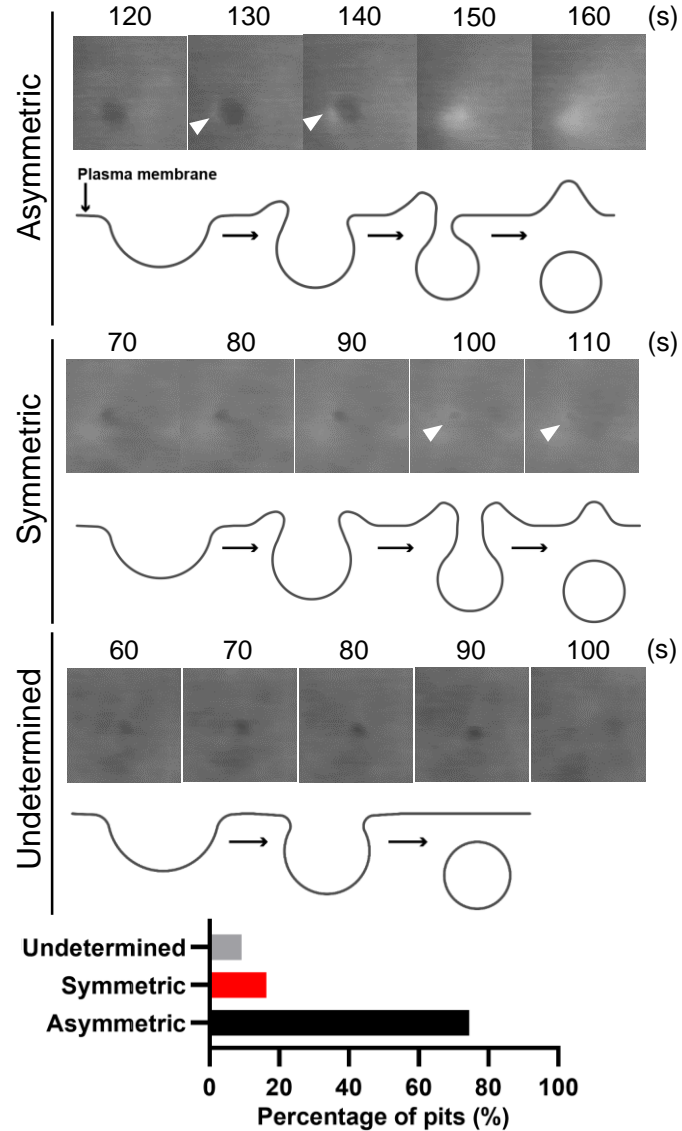 120 130 140 150 160 (s)
Asymmetric
Plasma membrane
70 80 90 100 110 (s)
Symmetric
60 70 80 90 100 (s)
Undetermined
Undetermined
Symmetric
Asymmetric
0 20 40 60 80 100
Percentage of pits (%)